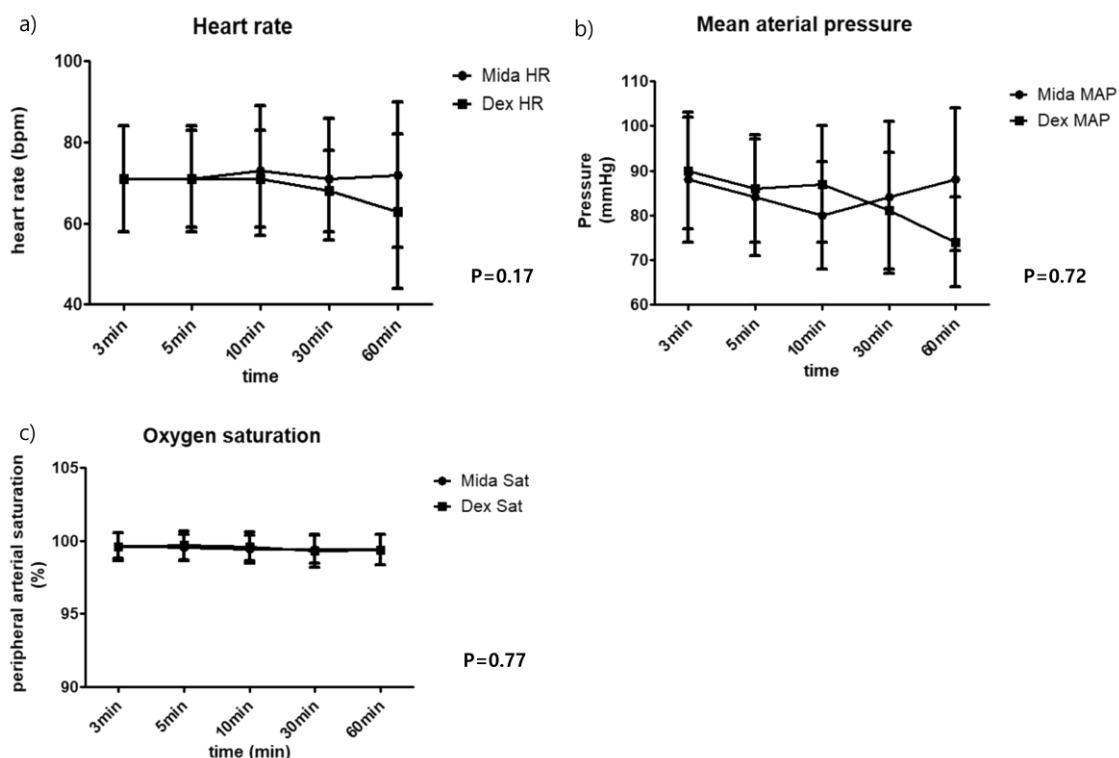 a)
Heart rate
100
80
60
40
heart rate (bpm)
3min
5min
10min
30min
60min
time
Mida HR
Dex HR
P=0.17
b)
Mean aterial pressure
110
100
90
80
70
60
Pressure
(mmHg)
3min
5min
10min
30min
60min
time
Mida MAP
Dex MAP
P=0.72
c)
Oxygen saturation
105
100
95
90
peripheral arterial saturation
(%)
3min
5min
10min
30min
60min
time (min)
Mida Sat
Dex Sat
P=0.77